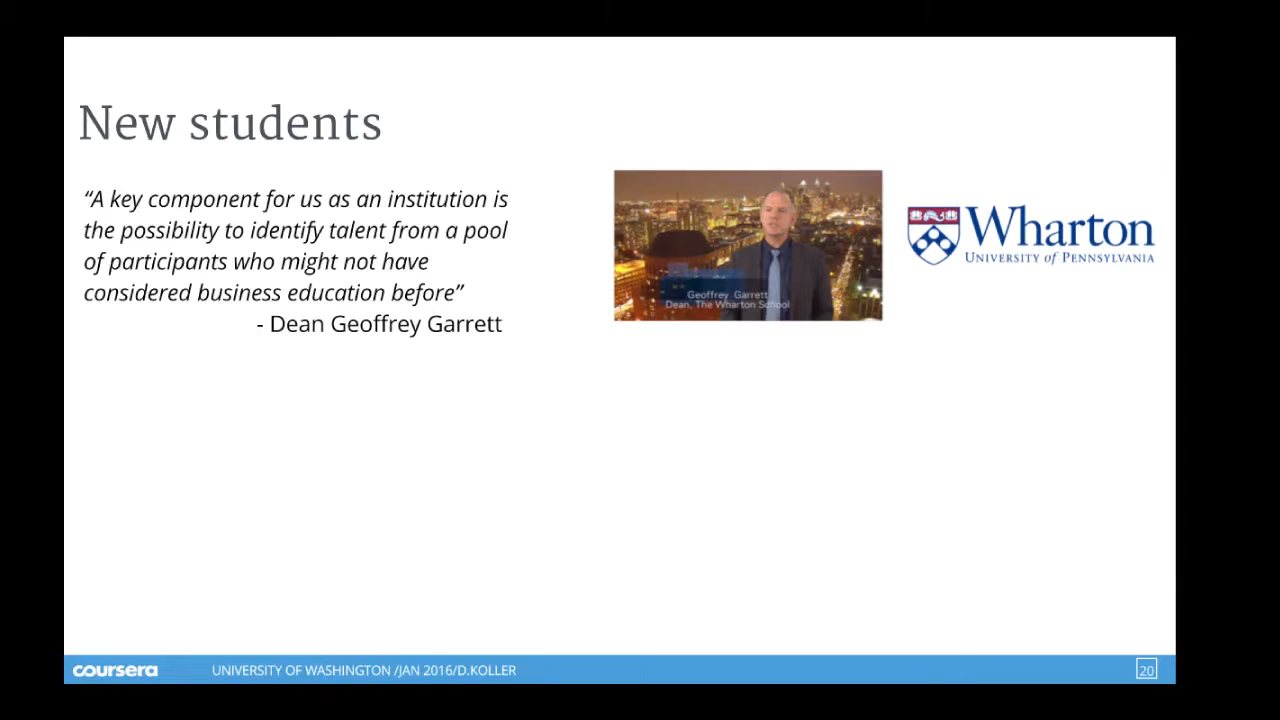 New students
“A key component for us as an institution is
the possibility to identify talent from a pool
of participants who might not have
considered business education before”
- Dean Geoffrey Garrett
Geoffrey Garrett
Dean, The Wharton School
Wharton
UNIVERSITY of PENNSYLVANIA
coursera
UNIVERSITY OF WASHINGTON /JAN 2016/D.KOLLER
20